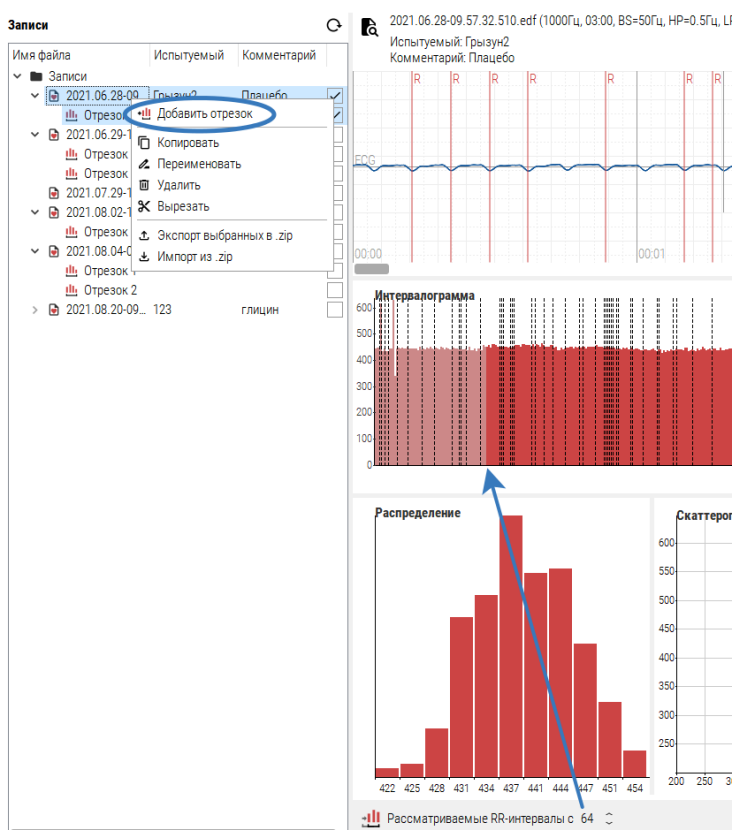 Записи
Имя файла Испытуемый Комментарий
Записи
2021.06.28-09... Грызун2 Плацебо
Отрезок
2021.06.29-1
Отрезок
Отрезок
2021.07.29-1
2021.08.02-1
Отрезок
2021.08.04-0
Отрезок 1
Отрезок 2
2021.08.20-09... 123 глицин
Добавить отрезок
Копировать
Переименовать
Удалить
Вырезать
Экспорт выбранных в .zip
Импорт из .zip
2021.06.28-09.57.32.510.edf (1000Гц, 03:00, BS=50Гц, HP=0.5Гц, LP
Испытуемый: Грызун2
Комментарий: Плацебо
R R R R R R R
ECG
00:00 00:01
Интервалограмма
600
500
400
300
200
100
0
Распределение
422 425 428 431 434 437 441 444 447 451 454
Скаттерог
600
550
500
450
400
350
300
250
200 250 30
Рассматриваемые RR-интервалы с 64